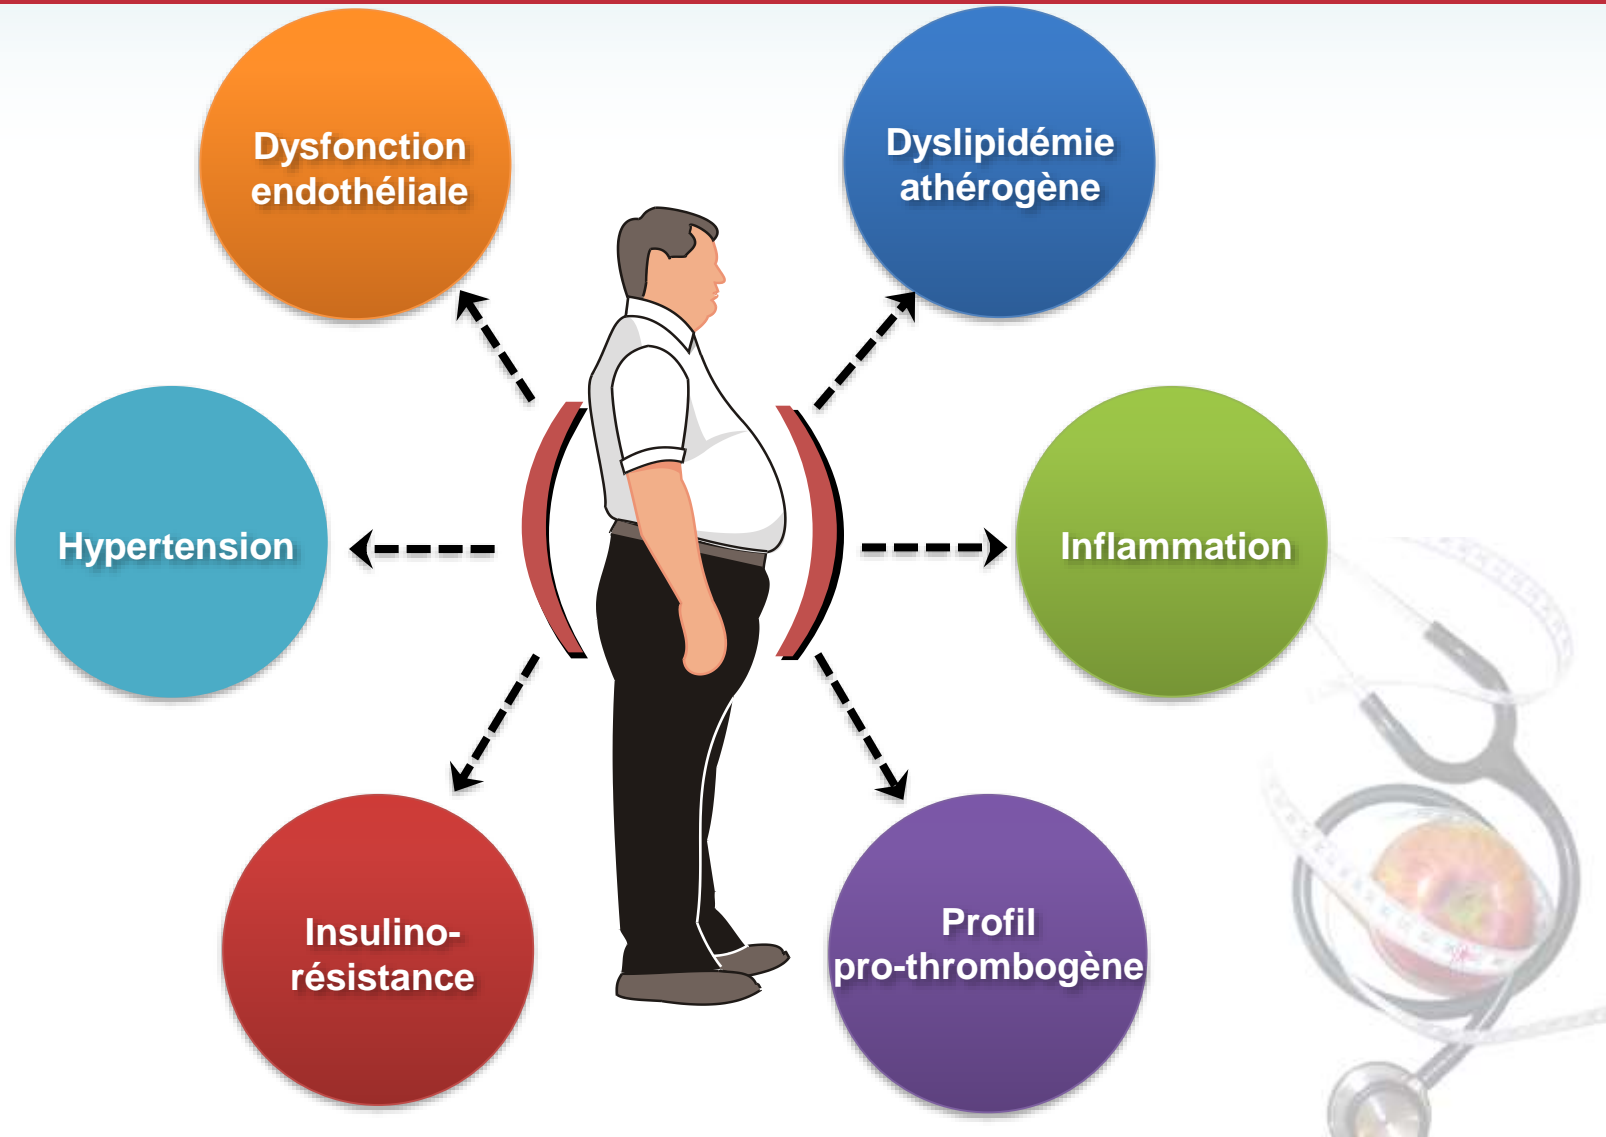 Dysfonction
endothéliale
Dyslipidémie
athérogène
Hypertension
Inflammation
Insulino-
résistance
Profil
pro-thrombogène